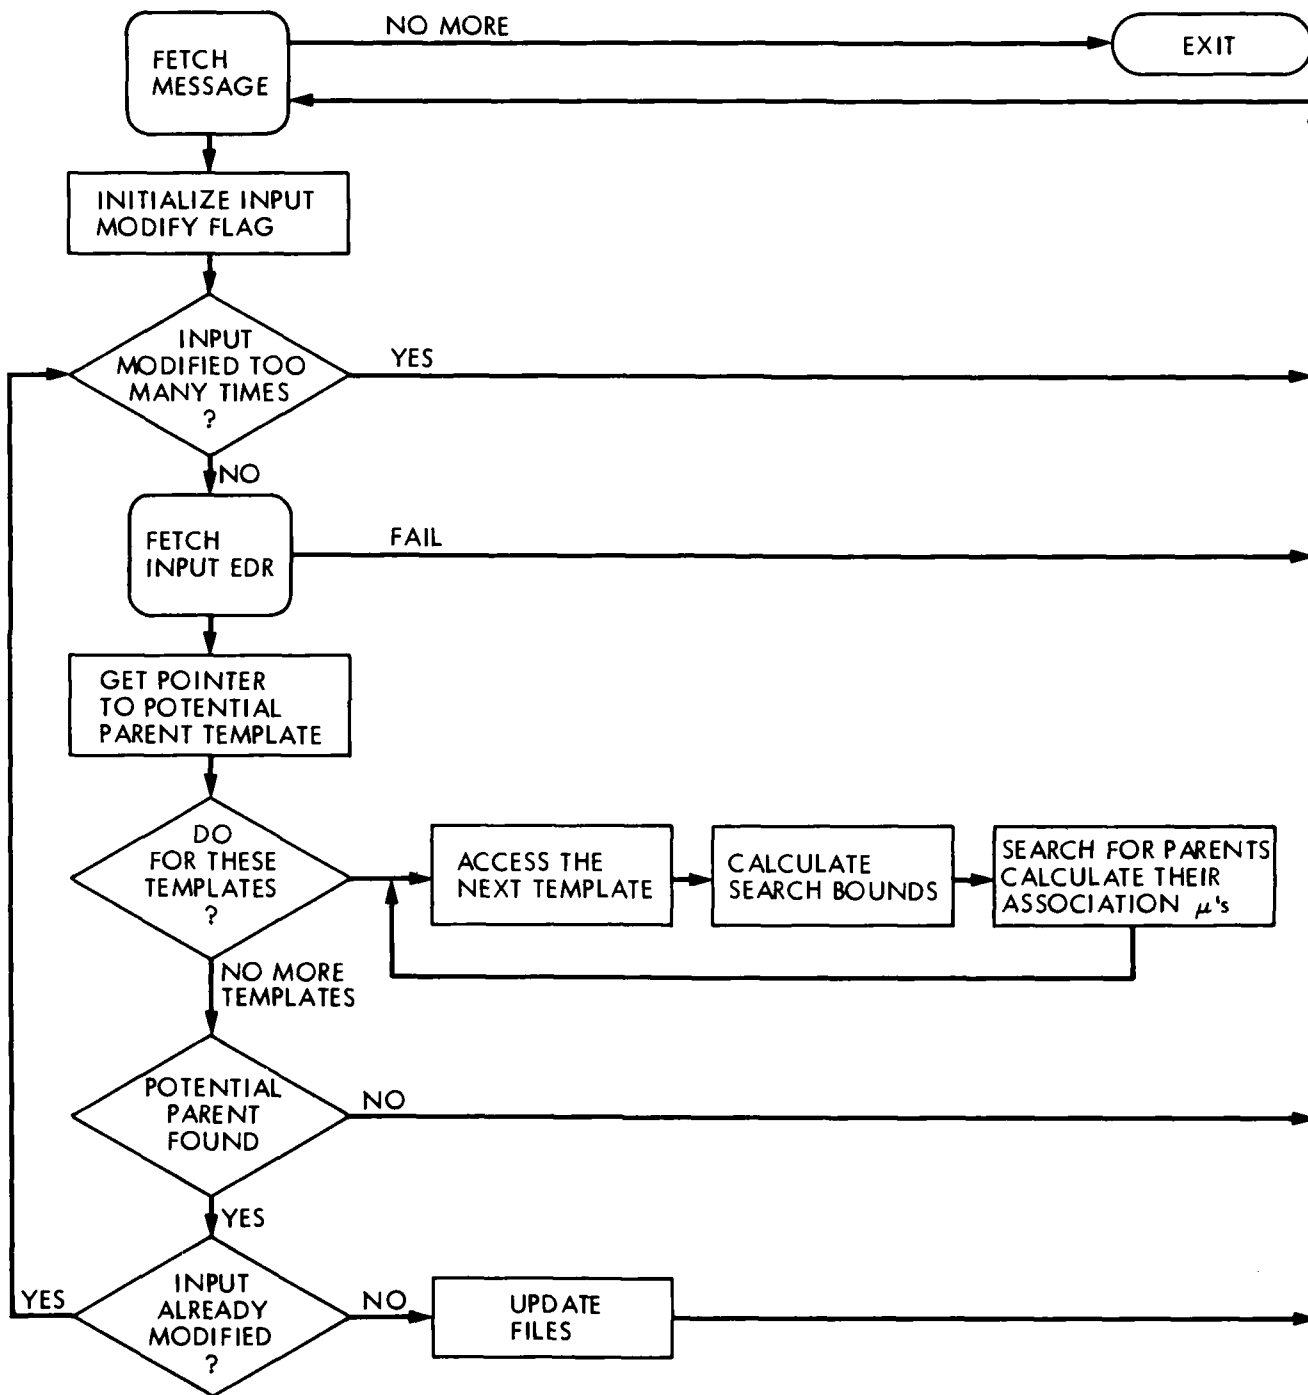 FETCH
MESSAGE
NO MORE
EXIT
INITIALIZE INPUT
MODIFY FLAG
INPUT
MODIFIED TOO
MANY TIMES
?
YES
NO
FETCH
INPUT EDR
FAIL
GET POINTER
TO POTENTIAL
PARENT TEMPLATE
DO
FOR THESE
TEMPLATES
?
ACCESS THE
NEXT TEMPLATE
CALCULATE
SEARCH BOUNDS
SEARCH FOR PARENTS
CALCULATE THEIR
ASSOCIATION μ's
NO MORE
TEMPLATES
POTENTIAL
PARENT
FOUND
NO
YES
INPUT
ALREADY
MODIFIED
?
YES
NO
UPDATE
FILES